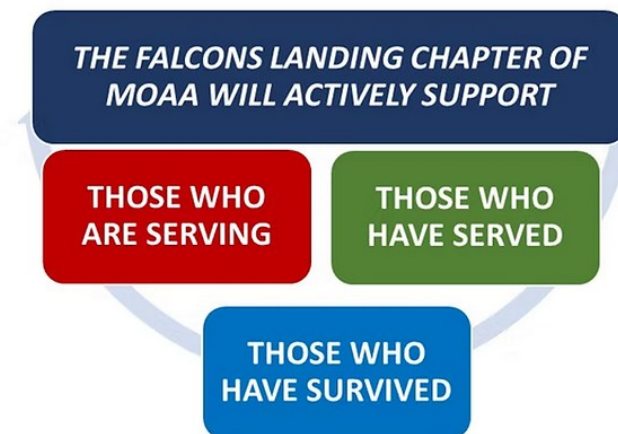 THE FALCONS LANDING CHAPTER OF
MOAA WILL ACTIVELY SUPPORT
THOSE WHO
ARE SERVING
THOSE WHO
HAVE SERVED
THOSE WHO
HAVE SURVIVED